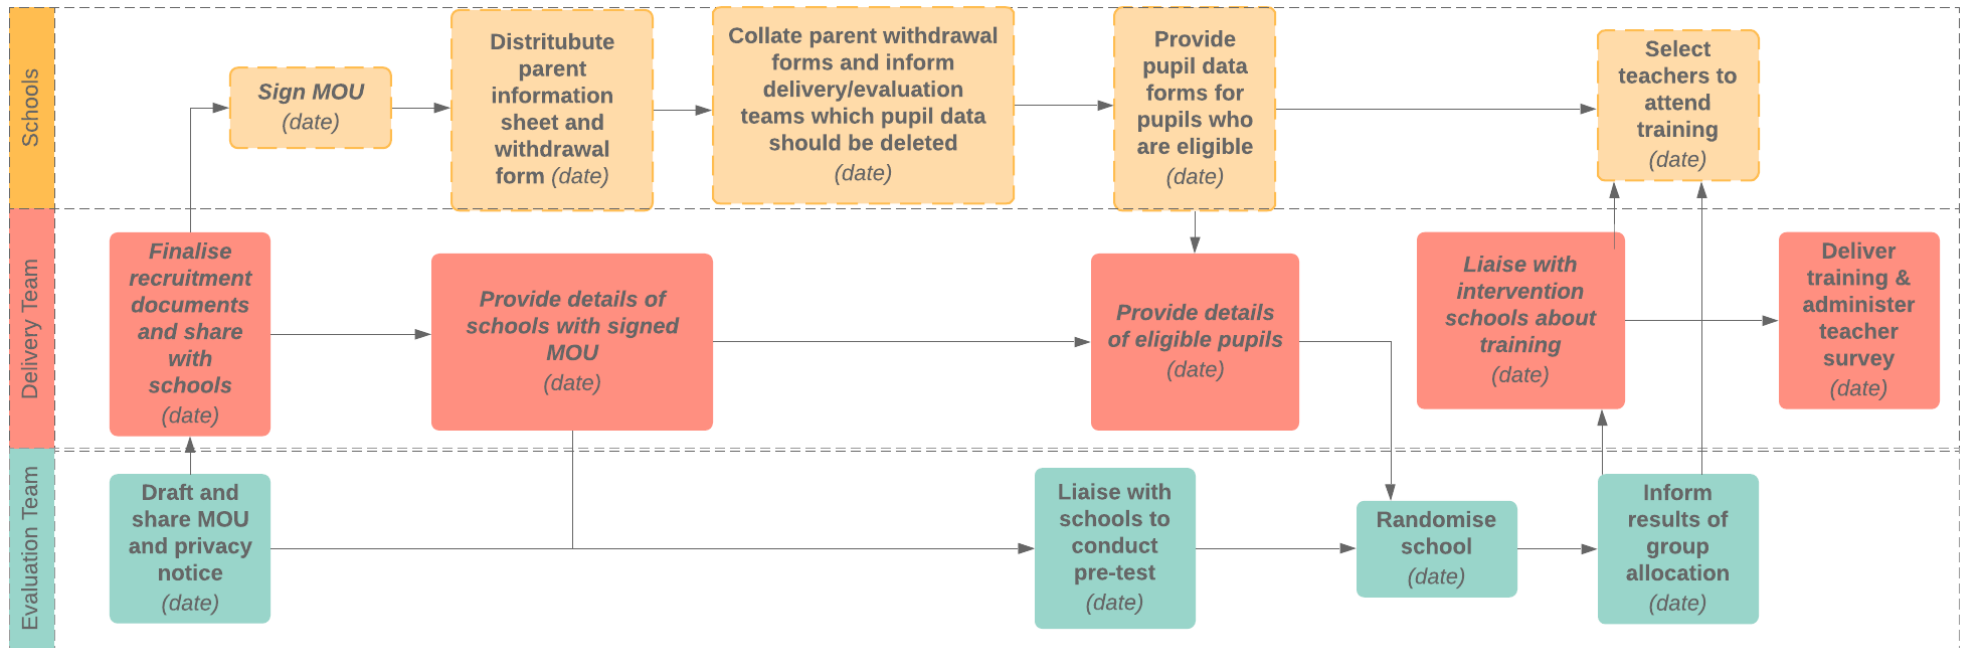 Schools
Sign MOU
(date)
Distritubute
parent
information
sheet and
withdrawal
form (date)
Collate parent withdrawal
forms and inform
delivery/evaluation
teams which pupil data
should be deleted
(date)
Provide
pupil data
forms for
pupils who
are eligible
(date)
Select
teachers to
attend
training
(date)
Delivery Team
Finalise
recruitment
documents
and share
with
schools
(date)
Provide details of
schools with signed
MOU
(date)
Provide details
of eligible pupils
(date)
Liaise with
intervention
schools about
training
(date)
Deliver
training &
administer
teacher
survey
(date)
Evaluation Team
Draft and
share MOU
and privacy
notice
(date)
Liaise with
schools to
conduct
pre-test
(date)
Randomise
school
(date)
Inform
results of
group
allocation
(date)